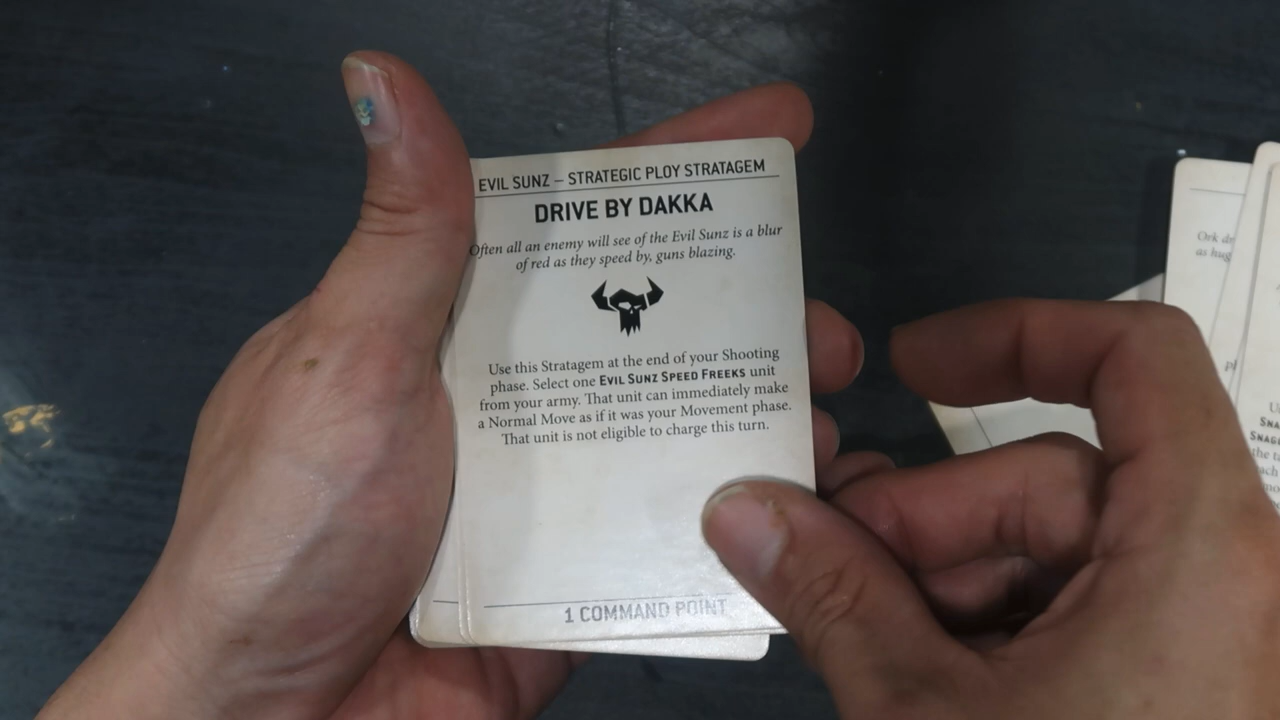 EVIL SUNZ – STRATEGIC PLOY STRATAGEM
DRIVE BY DAKKA
Often all an enemy will see of the Evil Sunz is a blur
of red as they speed by, guns blazing.
Use this Stratagem at the end of your Shooting
phase. Select one EVIL SUNZ SPEED FREEKS unit
from your army. That unit can immediately make
a Normal Move as if it was your Movement phase.
That unit is not eligible to charge this turn.
1 COMMAND POINT
Ork
as
the